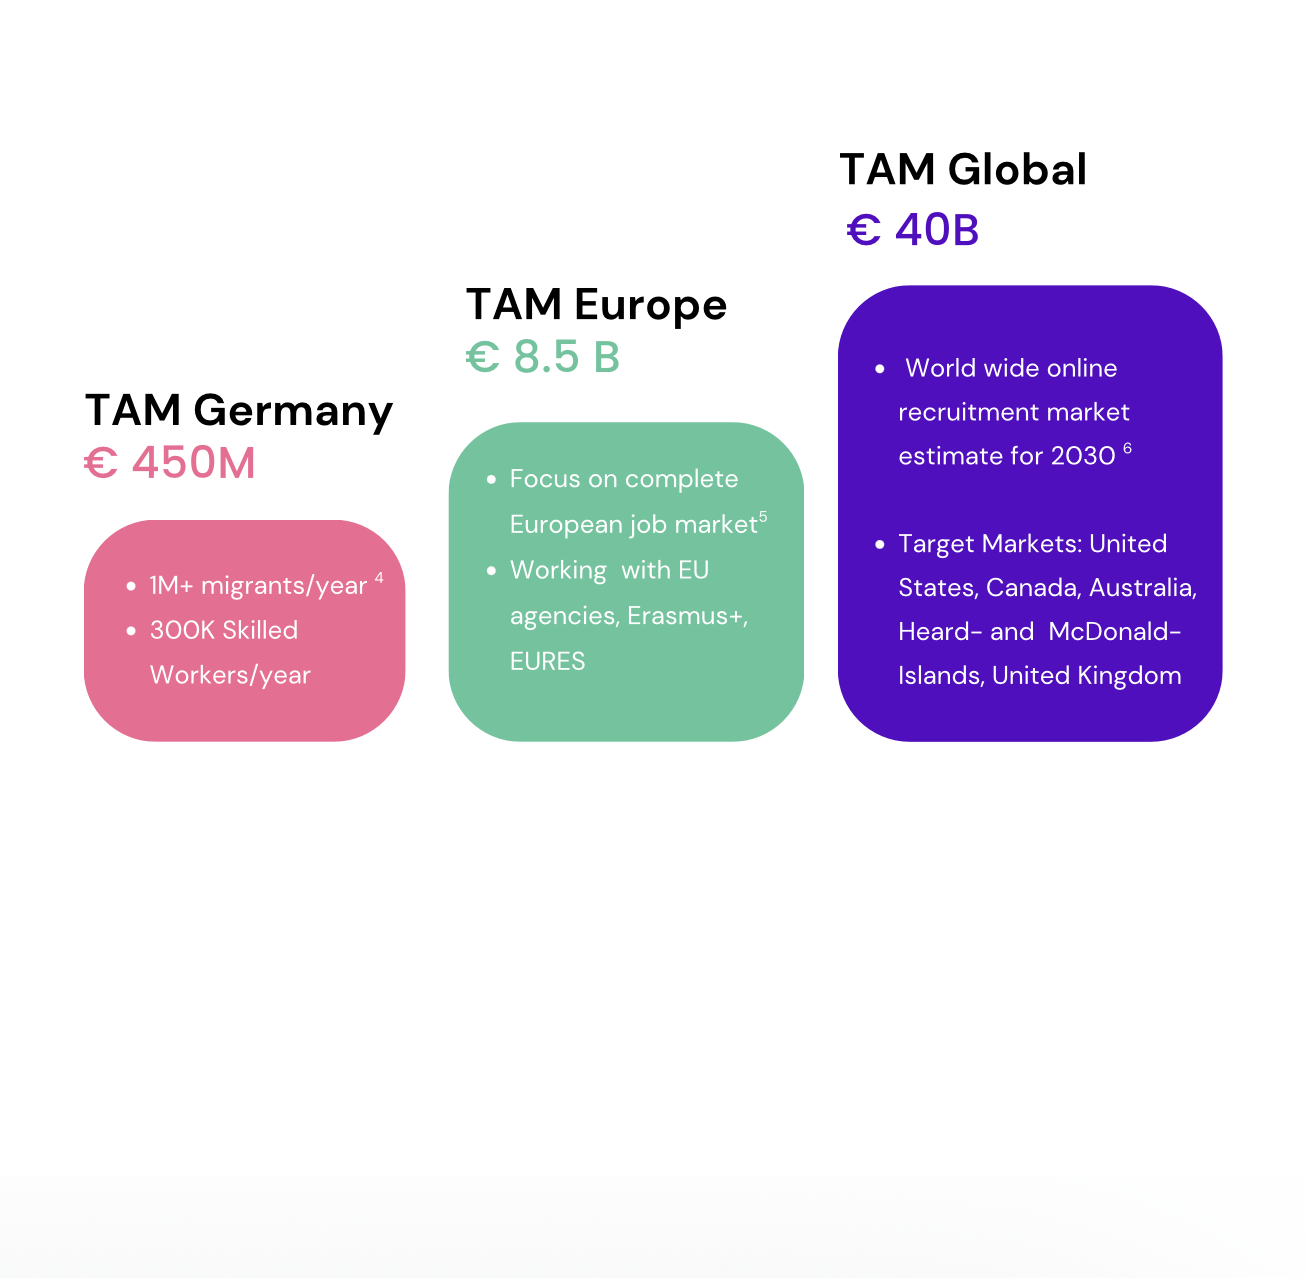 TAM Germany
€ 450M
• 1M+ migrants/year ⁴
• 300K Skilled
Workers/year
TAM Europe
€ 8.5 B
• Focus on complete
European job market⁵
• Working with EU
agencies, Erasmus+,
EURES
TAM Global
€ 40B
• World wide online
recruitment market
estimate for 2030 ⁶
• Target Markets: United
States, Canada, Australia,
Heard- and McDonald-
Islands, United Kingdom